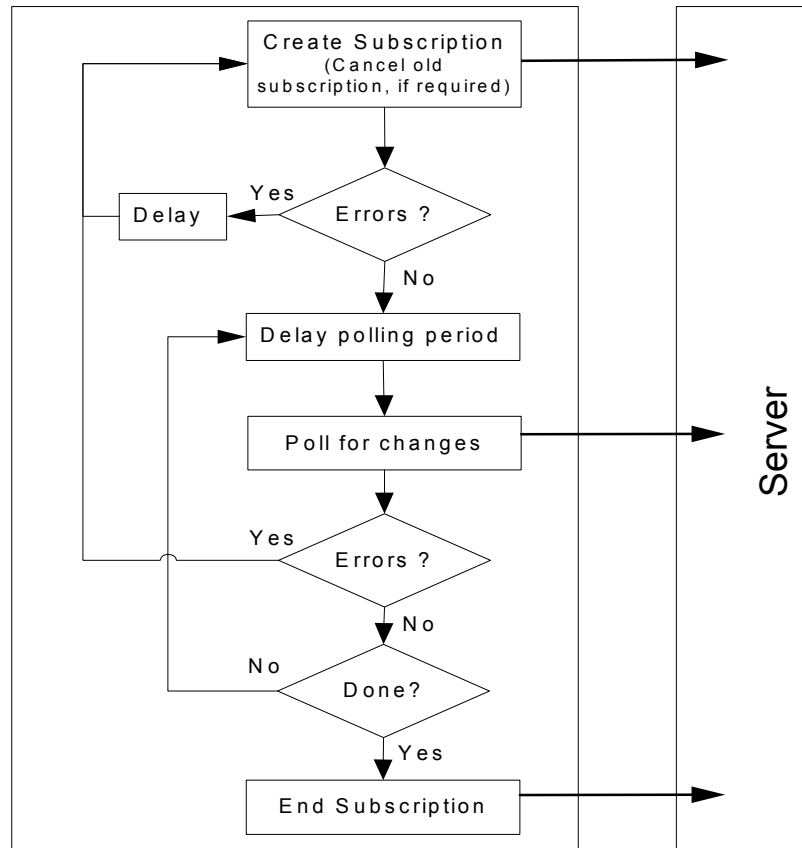 Create Subscription
(Cancel old
subscription, if required)
Yes
Delay
Errors ?
No
Delay polling period
Poll for changes
Server
Yes
Errors ?
No
No
Done?
Yes
End Subscription